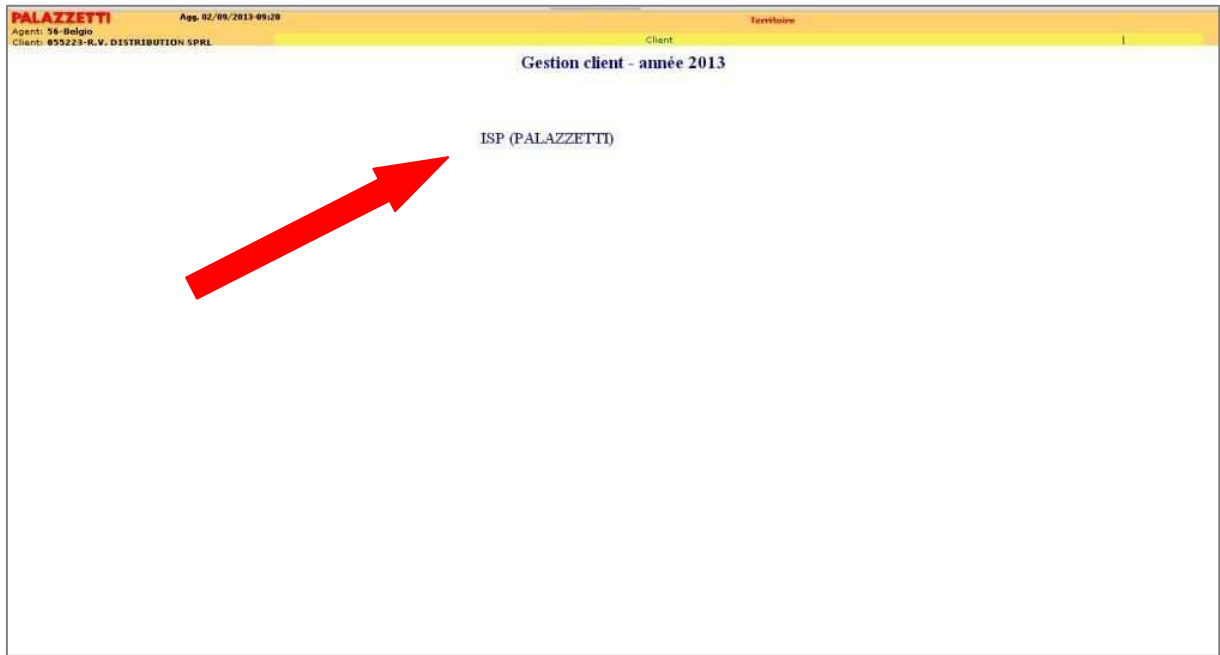 PALAZZETTI Agg. 02/09/2013-09:20 Territoire
Agent: 56-Belgio
Client: 055223-R.V. DISTRIBUTION SPRL Client |
Gestion client - année 2013
ISP (PALAZZETTI)